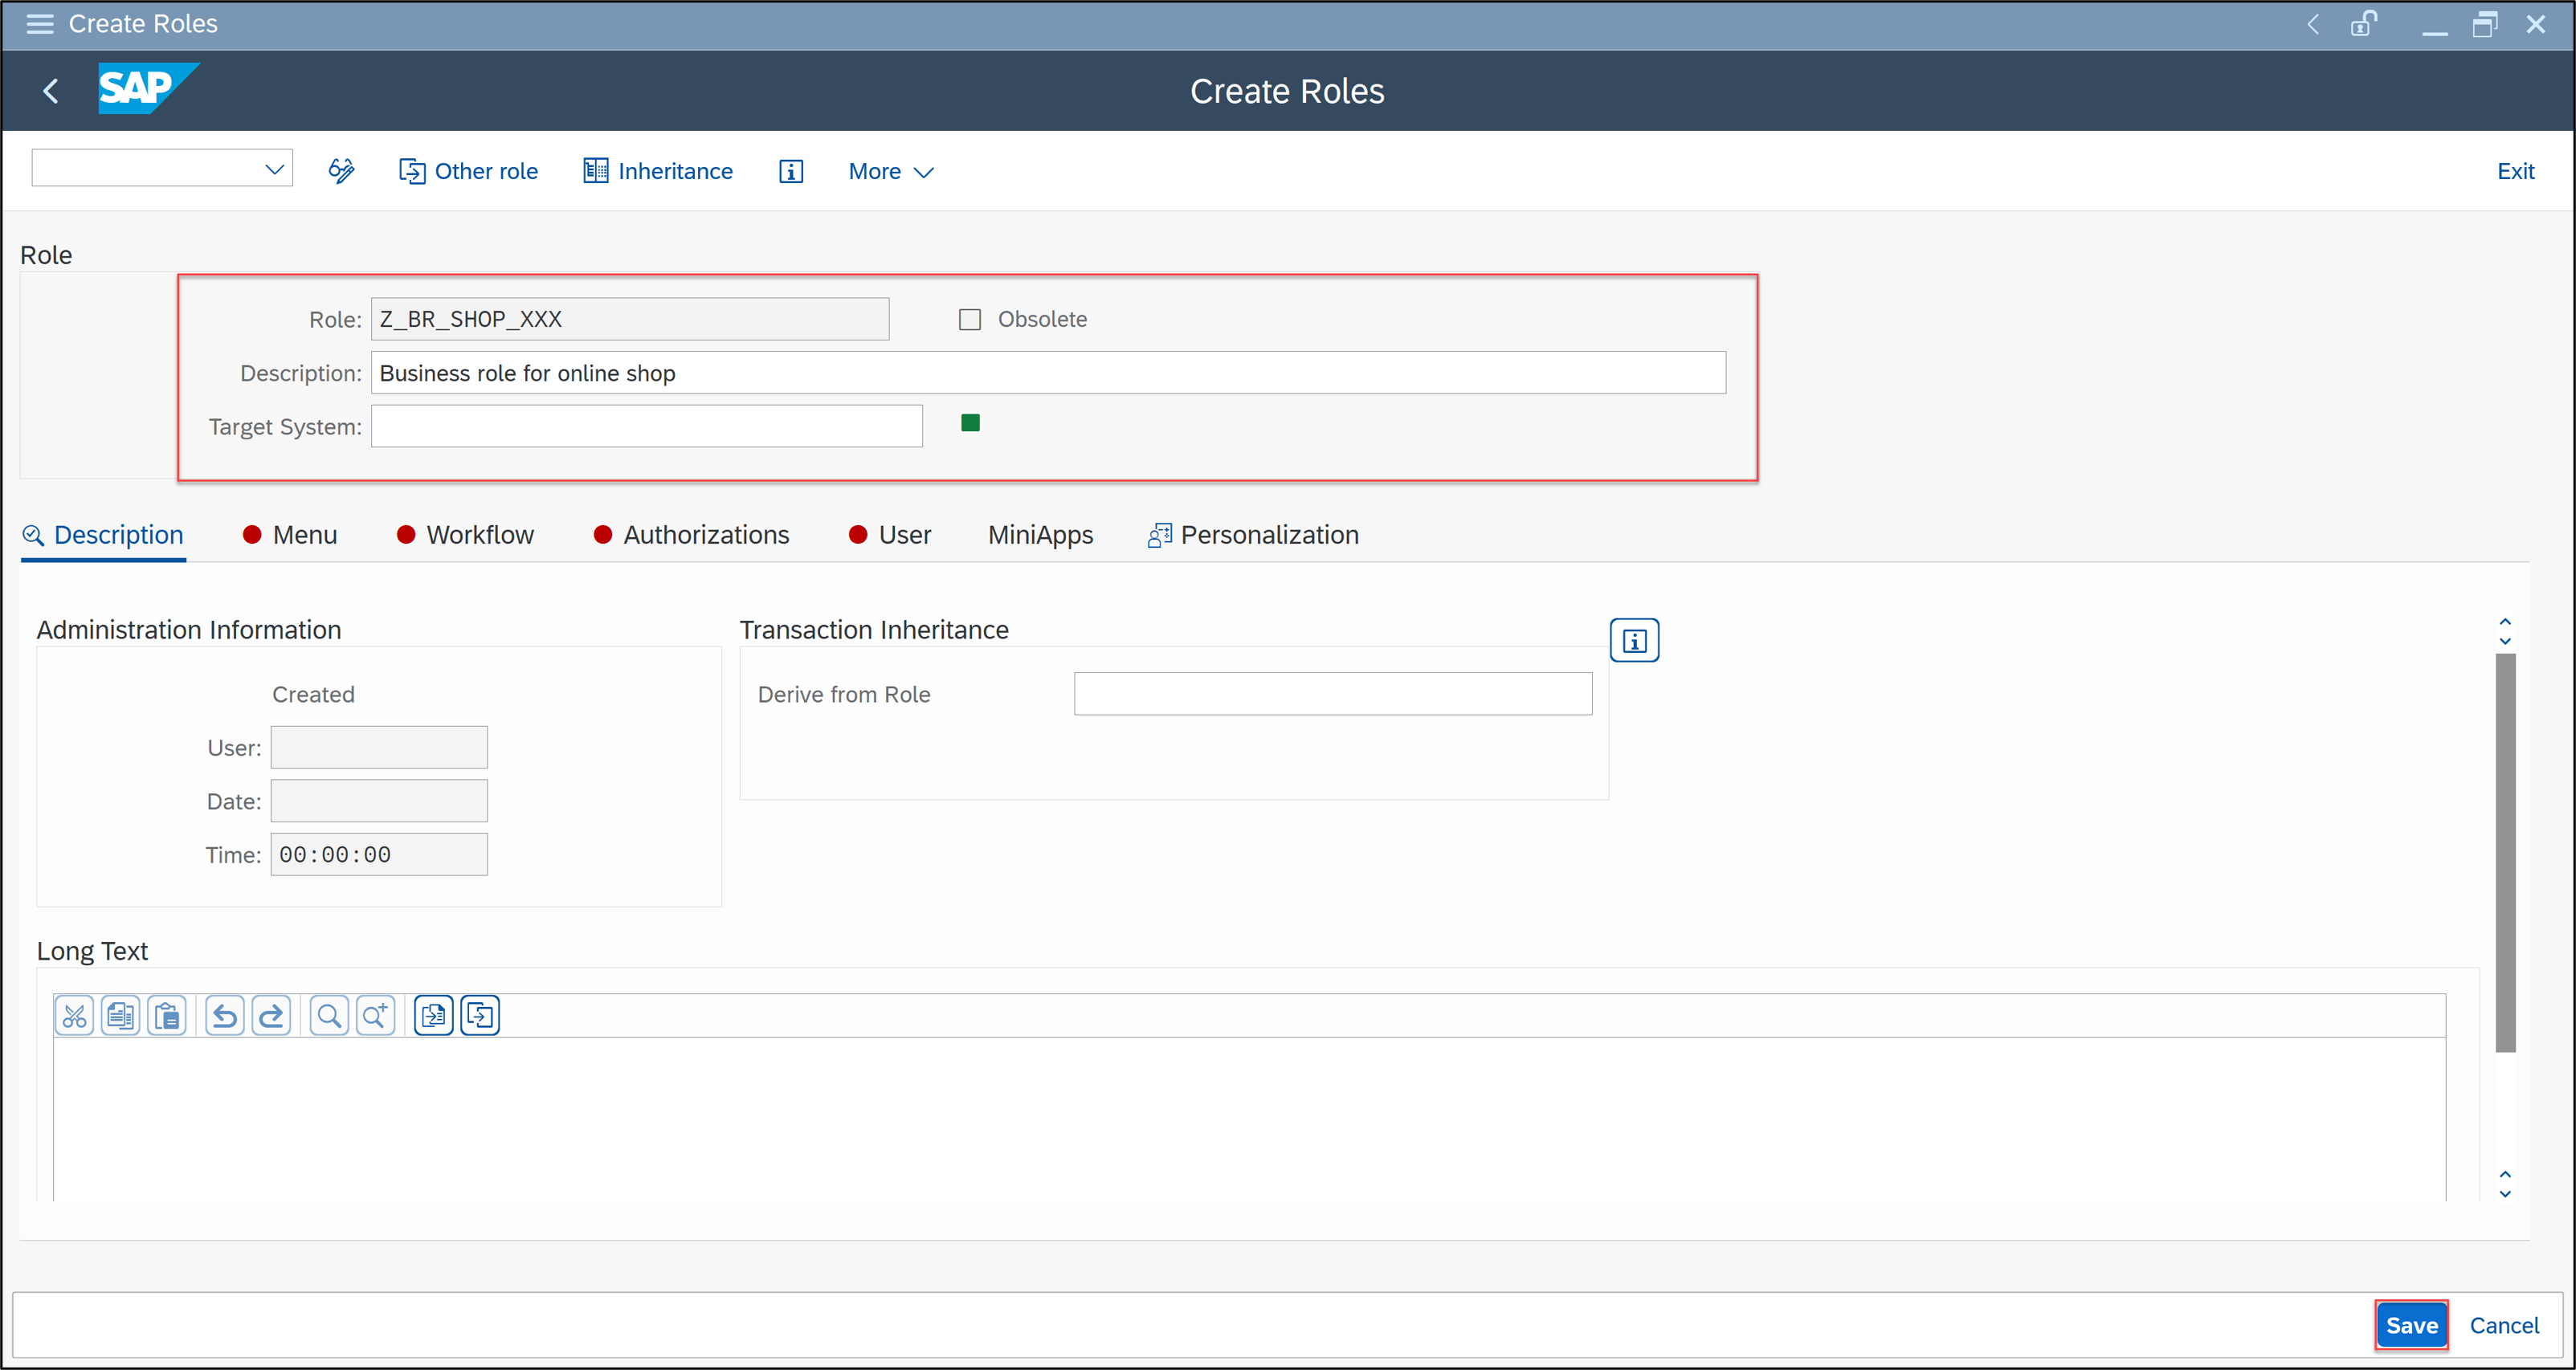 Create Roles
SAP
Create Roles
Other role
Inheritance
More
Exit
Role
Role: Z_BR_SHOP_XXX
Obsolete
Description: Business role for online shop
Target System:
Description
Menu
Workflow
Authorizations
User
MiniApps
Personalization
Administration Information
Transaction Inheritance
Created
Derive from Role
User:
Date:
Time: 00:00:00
Long Text
Save
Cancel